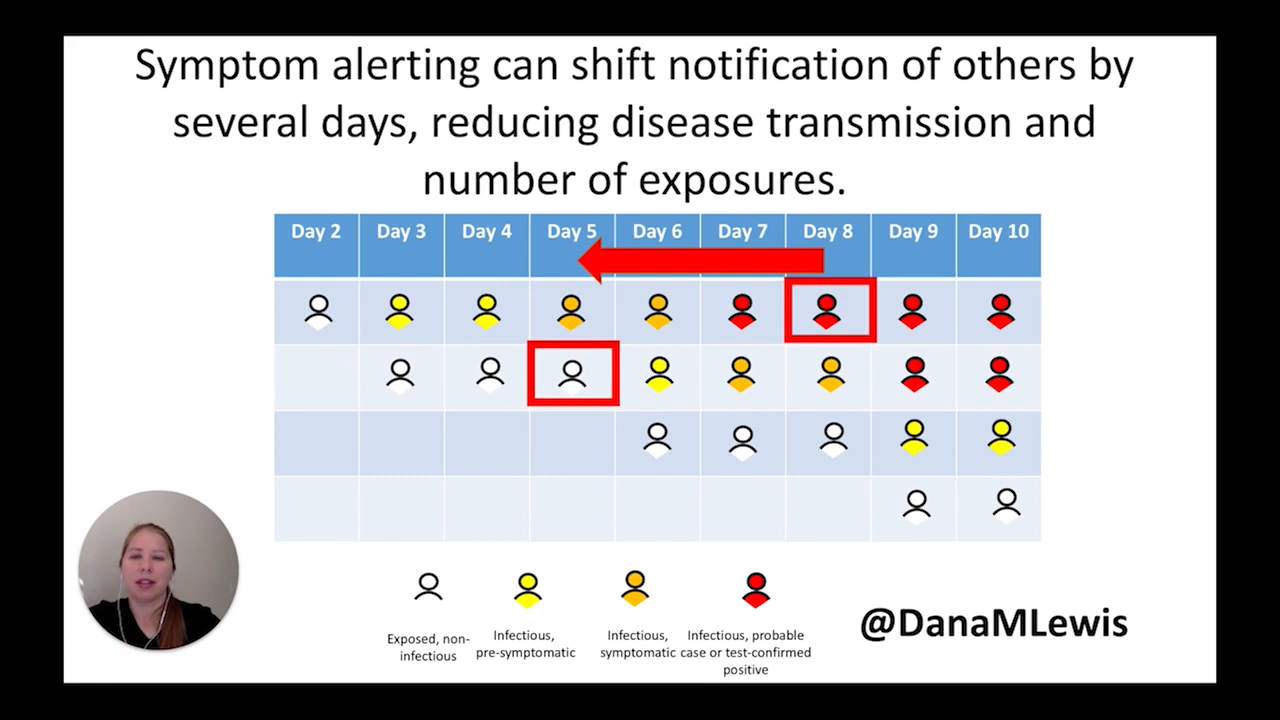 Symptom alerting can shift notification of others by
several days, reducing disease transmission and
number of exposures.
Day 2 Day 3 Day 4 Day 5 Day 6 Day 7 Day 8 Day 9 Day 10
Exposed, non-
infectious
Infectious,
pre-symptomatic
Infectious,
symptomatic
Infectious, probable
case or test-confirmed
positive
@DanaMLewis